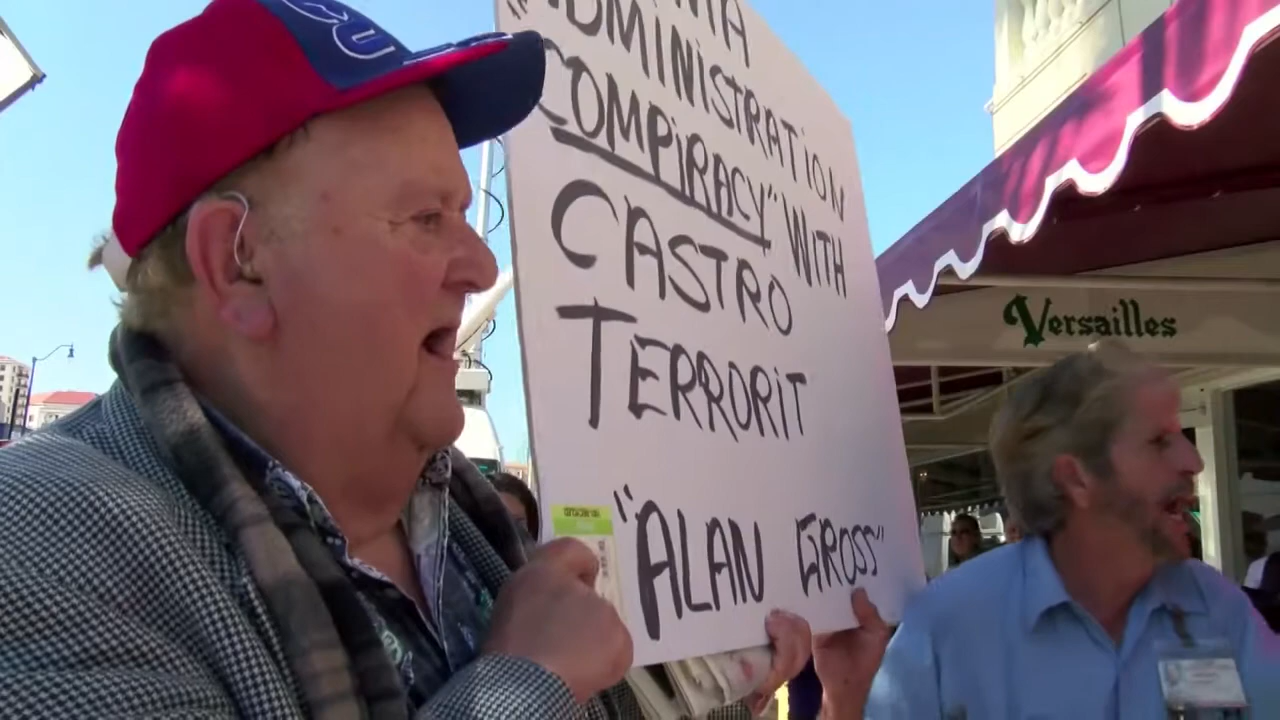 ADMINISTRATION
COMPIRACY" WITH
CASTRO
TERRORIT
"ALAN GROSS"
Versailles